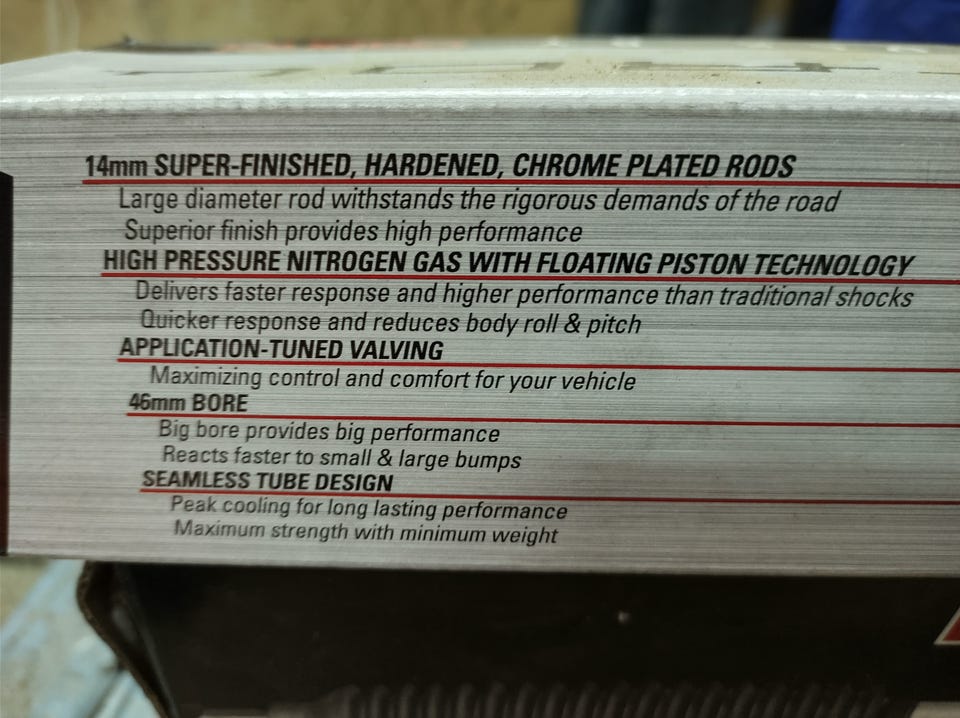 14mm SUPER-FINISHED, HARDENED, CHROME PLATED RODS
Large diameter rod withstands the rigorous demands of the road
Superior finish provides high performance
HIGH PRESSURE NITROGEN GAS WITH FLOATING PISTON TECHNOLOGY
Delivers faster response and higher performance than traditional shocks
Quicker response and reduces body roll & pitch
APPLICATION-TUNED VALVING
Maximizing control and comfort for your vehicle
46mm BORE
Big bore provides big performance
Reacts faster to small & large bumps
SEAMLESS TUBE DESIGN
Peak cooling for long lasting performance
Maximum strength with minimum weight